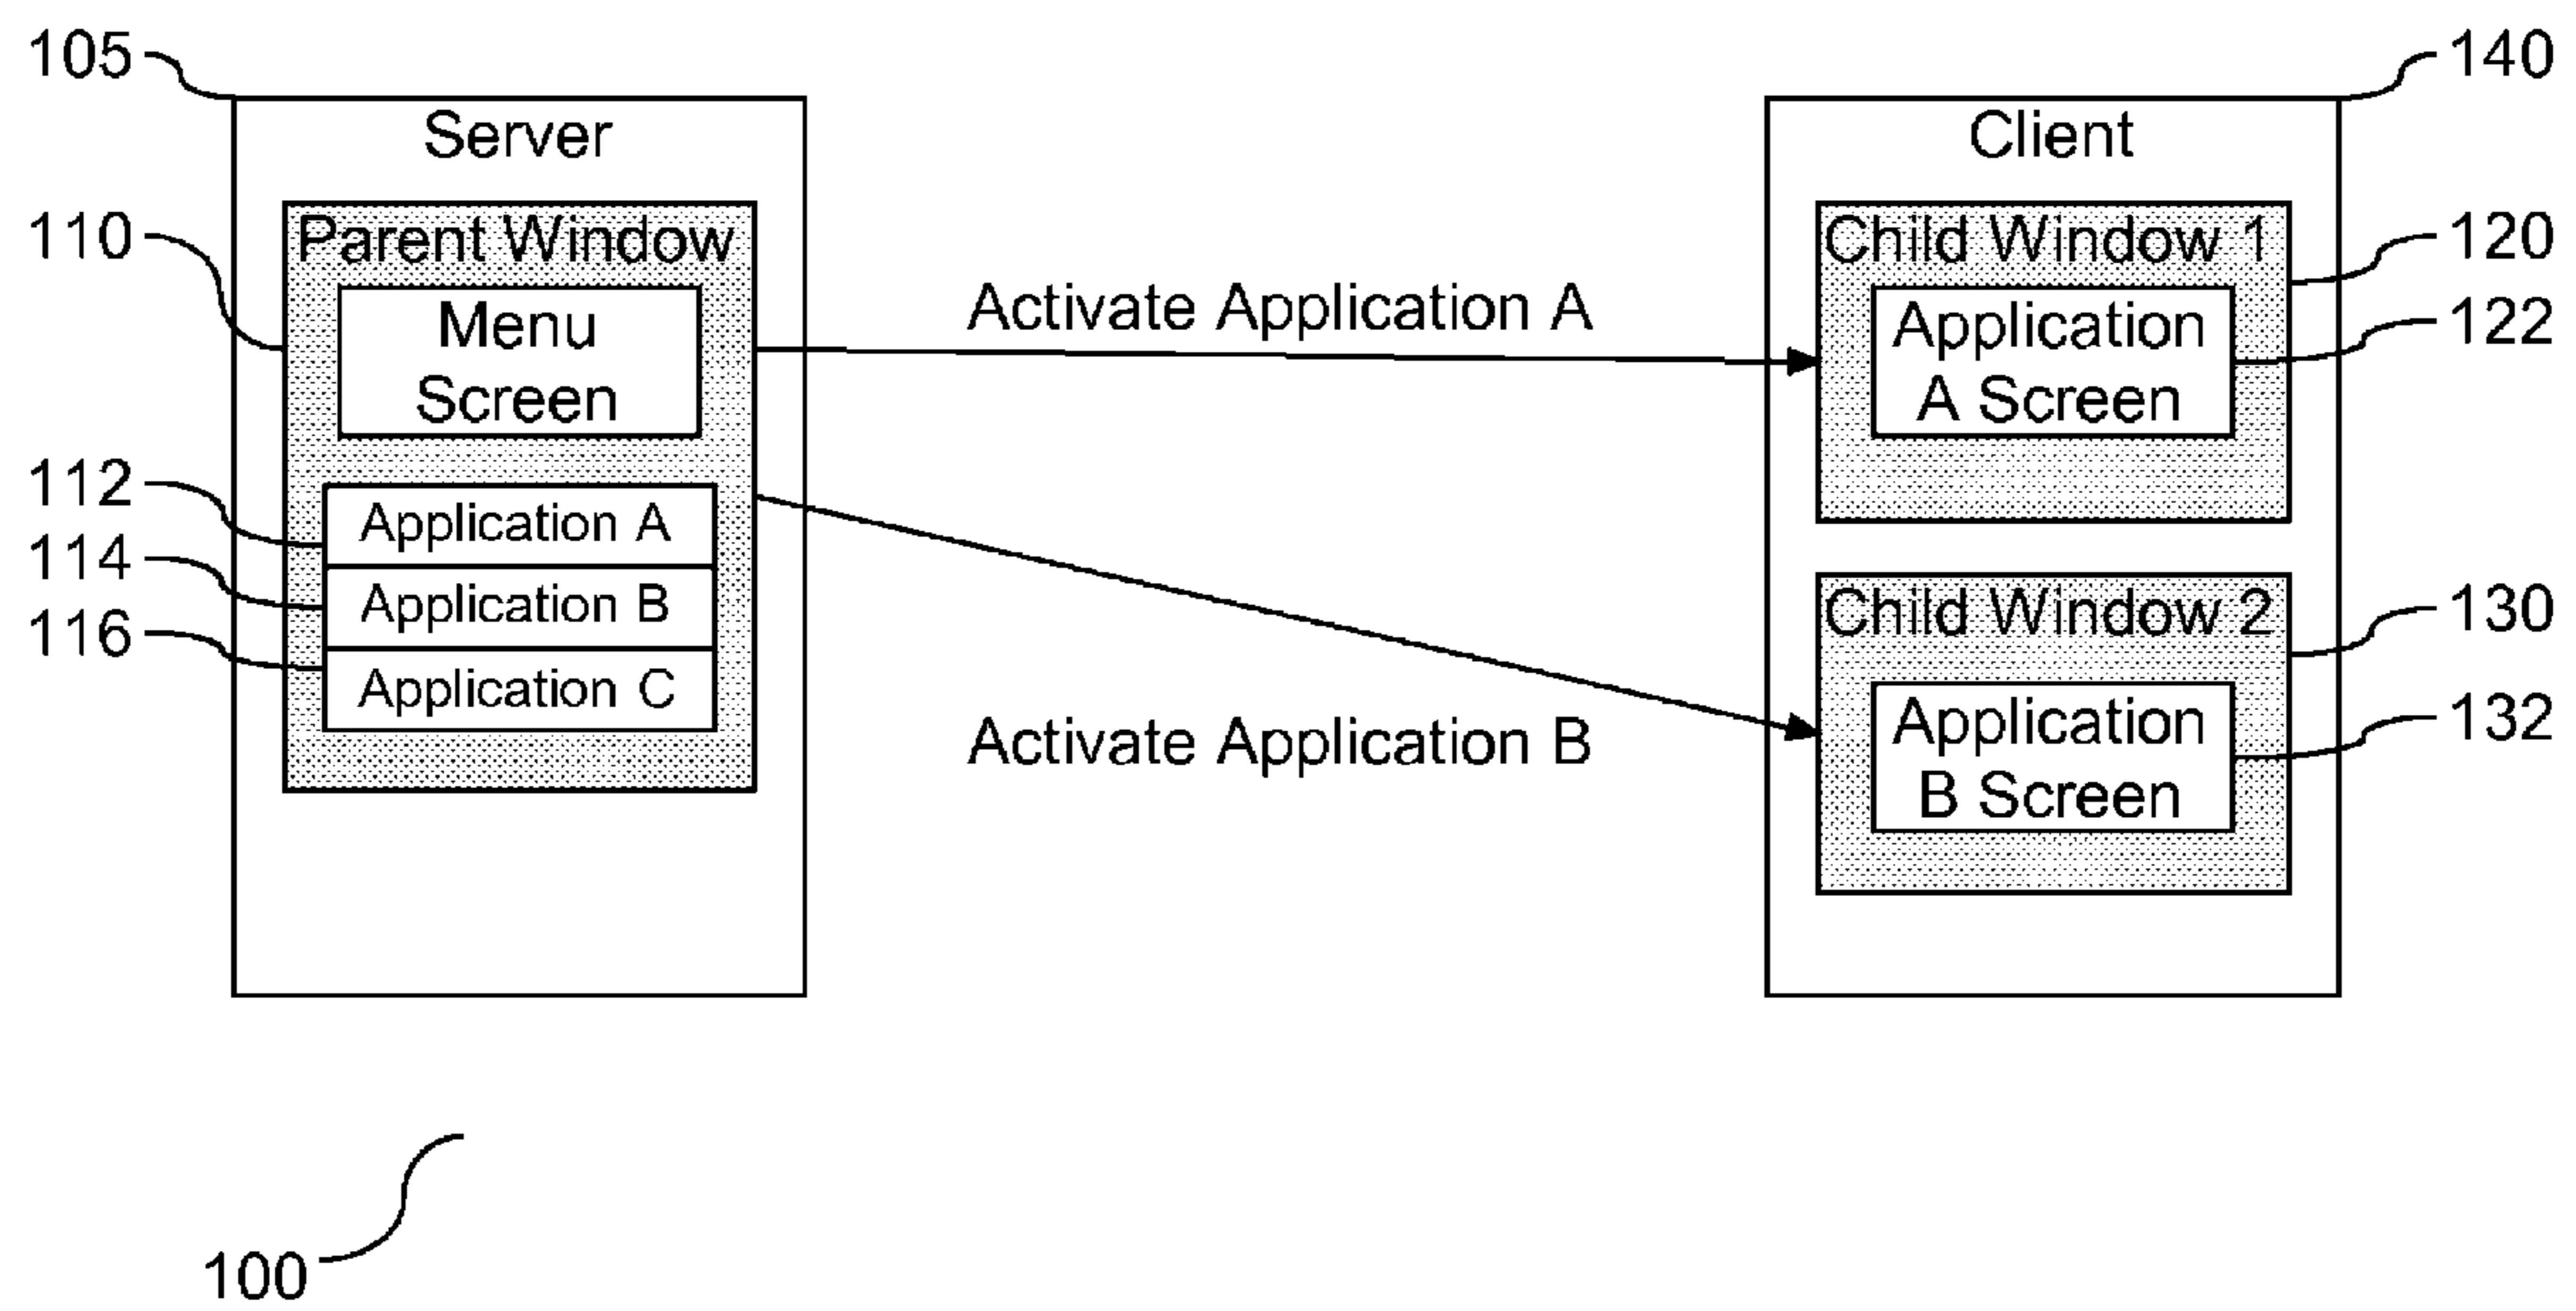 105
140
Server
Client
110
Parent Window
Child Window 1
120
Menu
Screen
Activate Application A
Application
A Screen
122
112
Application A
114
Application B
Child Window 2
130
116
Application C
Activate Application B
Application
B Screen
132
100